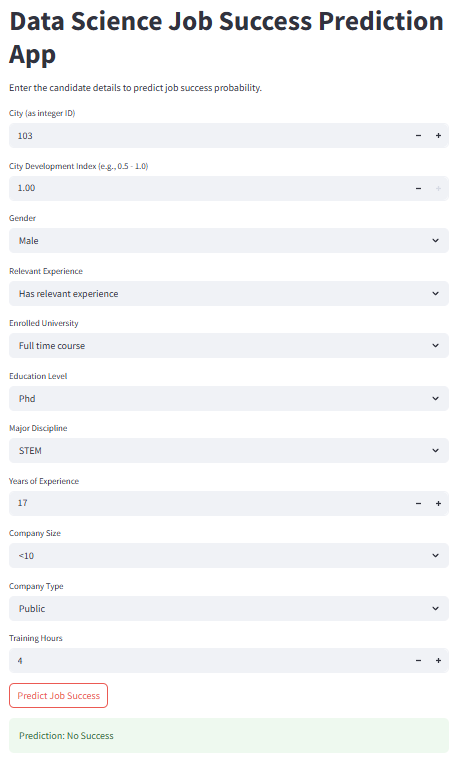 Data Science Job Success Prediction
App
Enter the candidate details to predict job success probability.
City (as integer ID)
103
City Development Index (e.g., 0.5 - 1.0)
1.00
Gender
Male
Relevant Experience
Has relevant experience
Enrolled University
Full time course
Education Level
Phd
Major Discipline
STEM
Years of Experience
17
Company Size
<10
Company Type
Public
Training Hours
4
Predict Job Success
Prediction: No Success